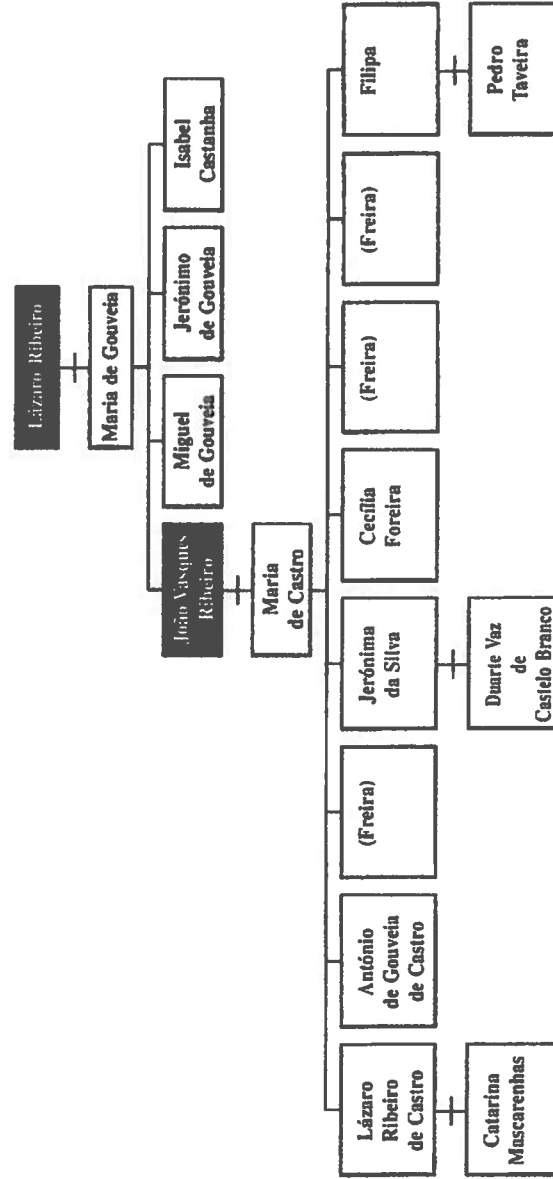 Lázaro Ribeiro
Maria de Gouveia
João Vasques
Ribeiro
Miguel
de Gouveia
Jerónimo
de Gouveia
Isabel
Castanha
Maria
de Castro
Lázaro
Ribeiro
de Castro
António
de Gouveia
de Castro
(Freira)
Jerónima
da Silva
Cecília
Foreira
(Freira)
(Freira)
Filipa
Catarina
Mascarenhas
Duarte Vaz
de
Castelo Branco
Pedro
Taveira